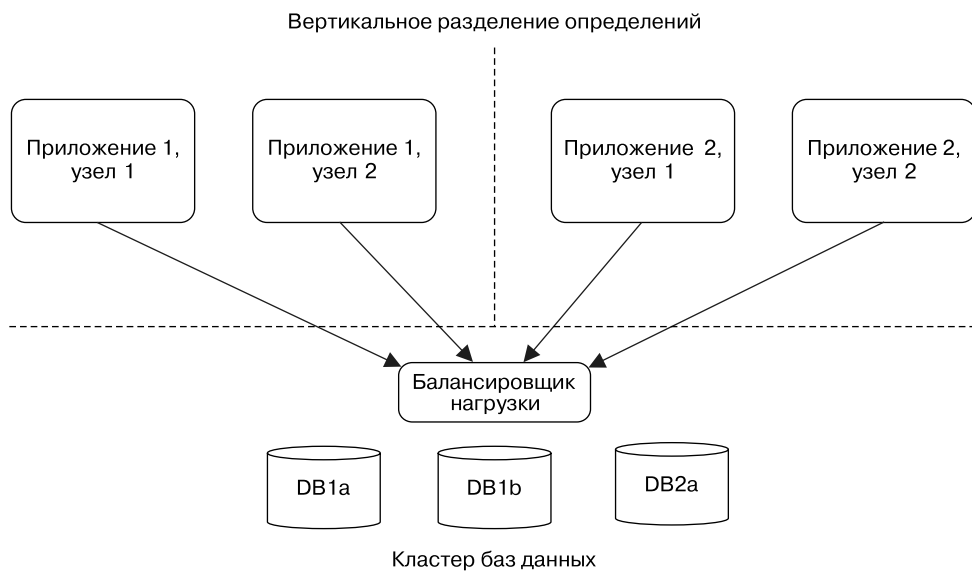 Вертикальное разделение определений
Приложение 1,
узел 1
Приложение 1,
узел 2
Приложение 2,
узел 1
Приложение 2,
узел 2
Балансировщик
нагрузки
DB1a
DB1b
DB2a
Кластер баз данных